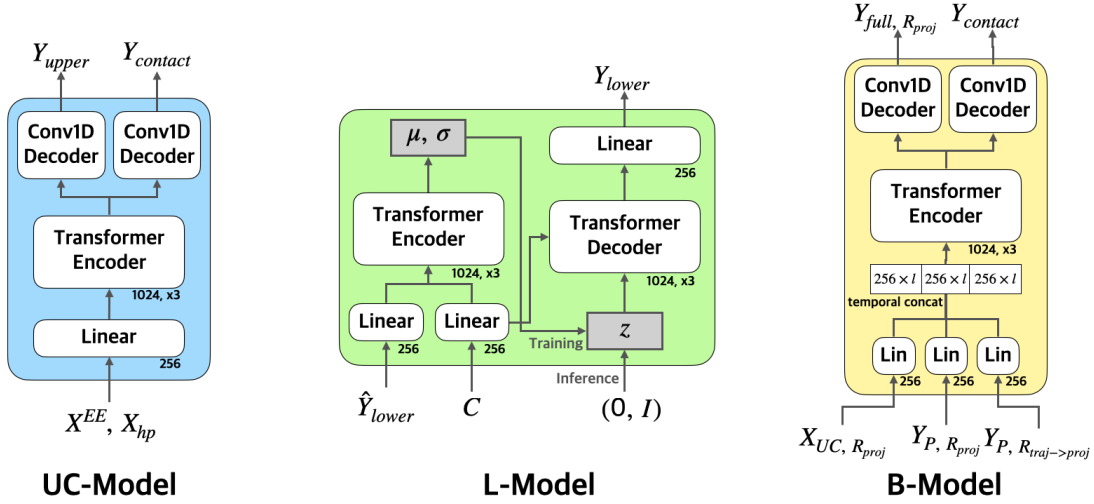 Y_upper
Y_contact
Conv1D
Decoder
Conv1D
Decoder
Transformer
Encoder
1024, x3
Linear
256
X^EE, X_hp
UC-Model
Y_lower
μ, σ
Linear
256
Transformer
Encoder
1024, x3
Transformer
Decoder
1024, x3
Linear
256
Linear
256
z
Training
Inference
Ŷ_lower
C
(0, I)
L-Model
Y_full, R_proj
Y_contact
Conv1D
Decoder
Conv1D
Decoder
Transformer
Encoder
1024, x3
256 × l
256 × l
256 × l
temporal concat
Lin
256
Lin
256
Lin
256
X_UC, R_proj
Y_P, R_proj
Y_P, R_traj->proj
B-Model